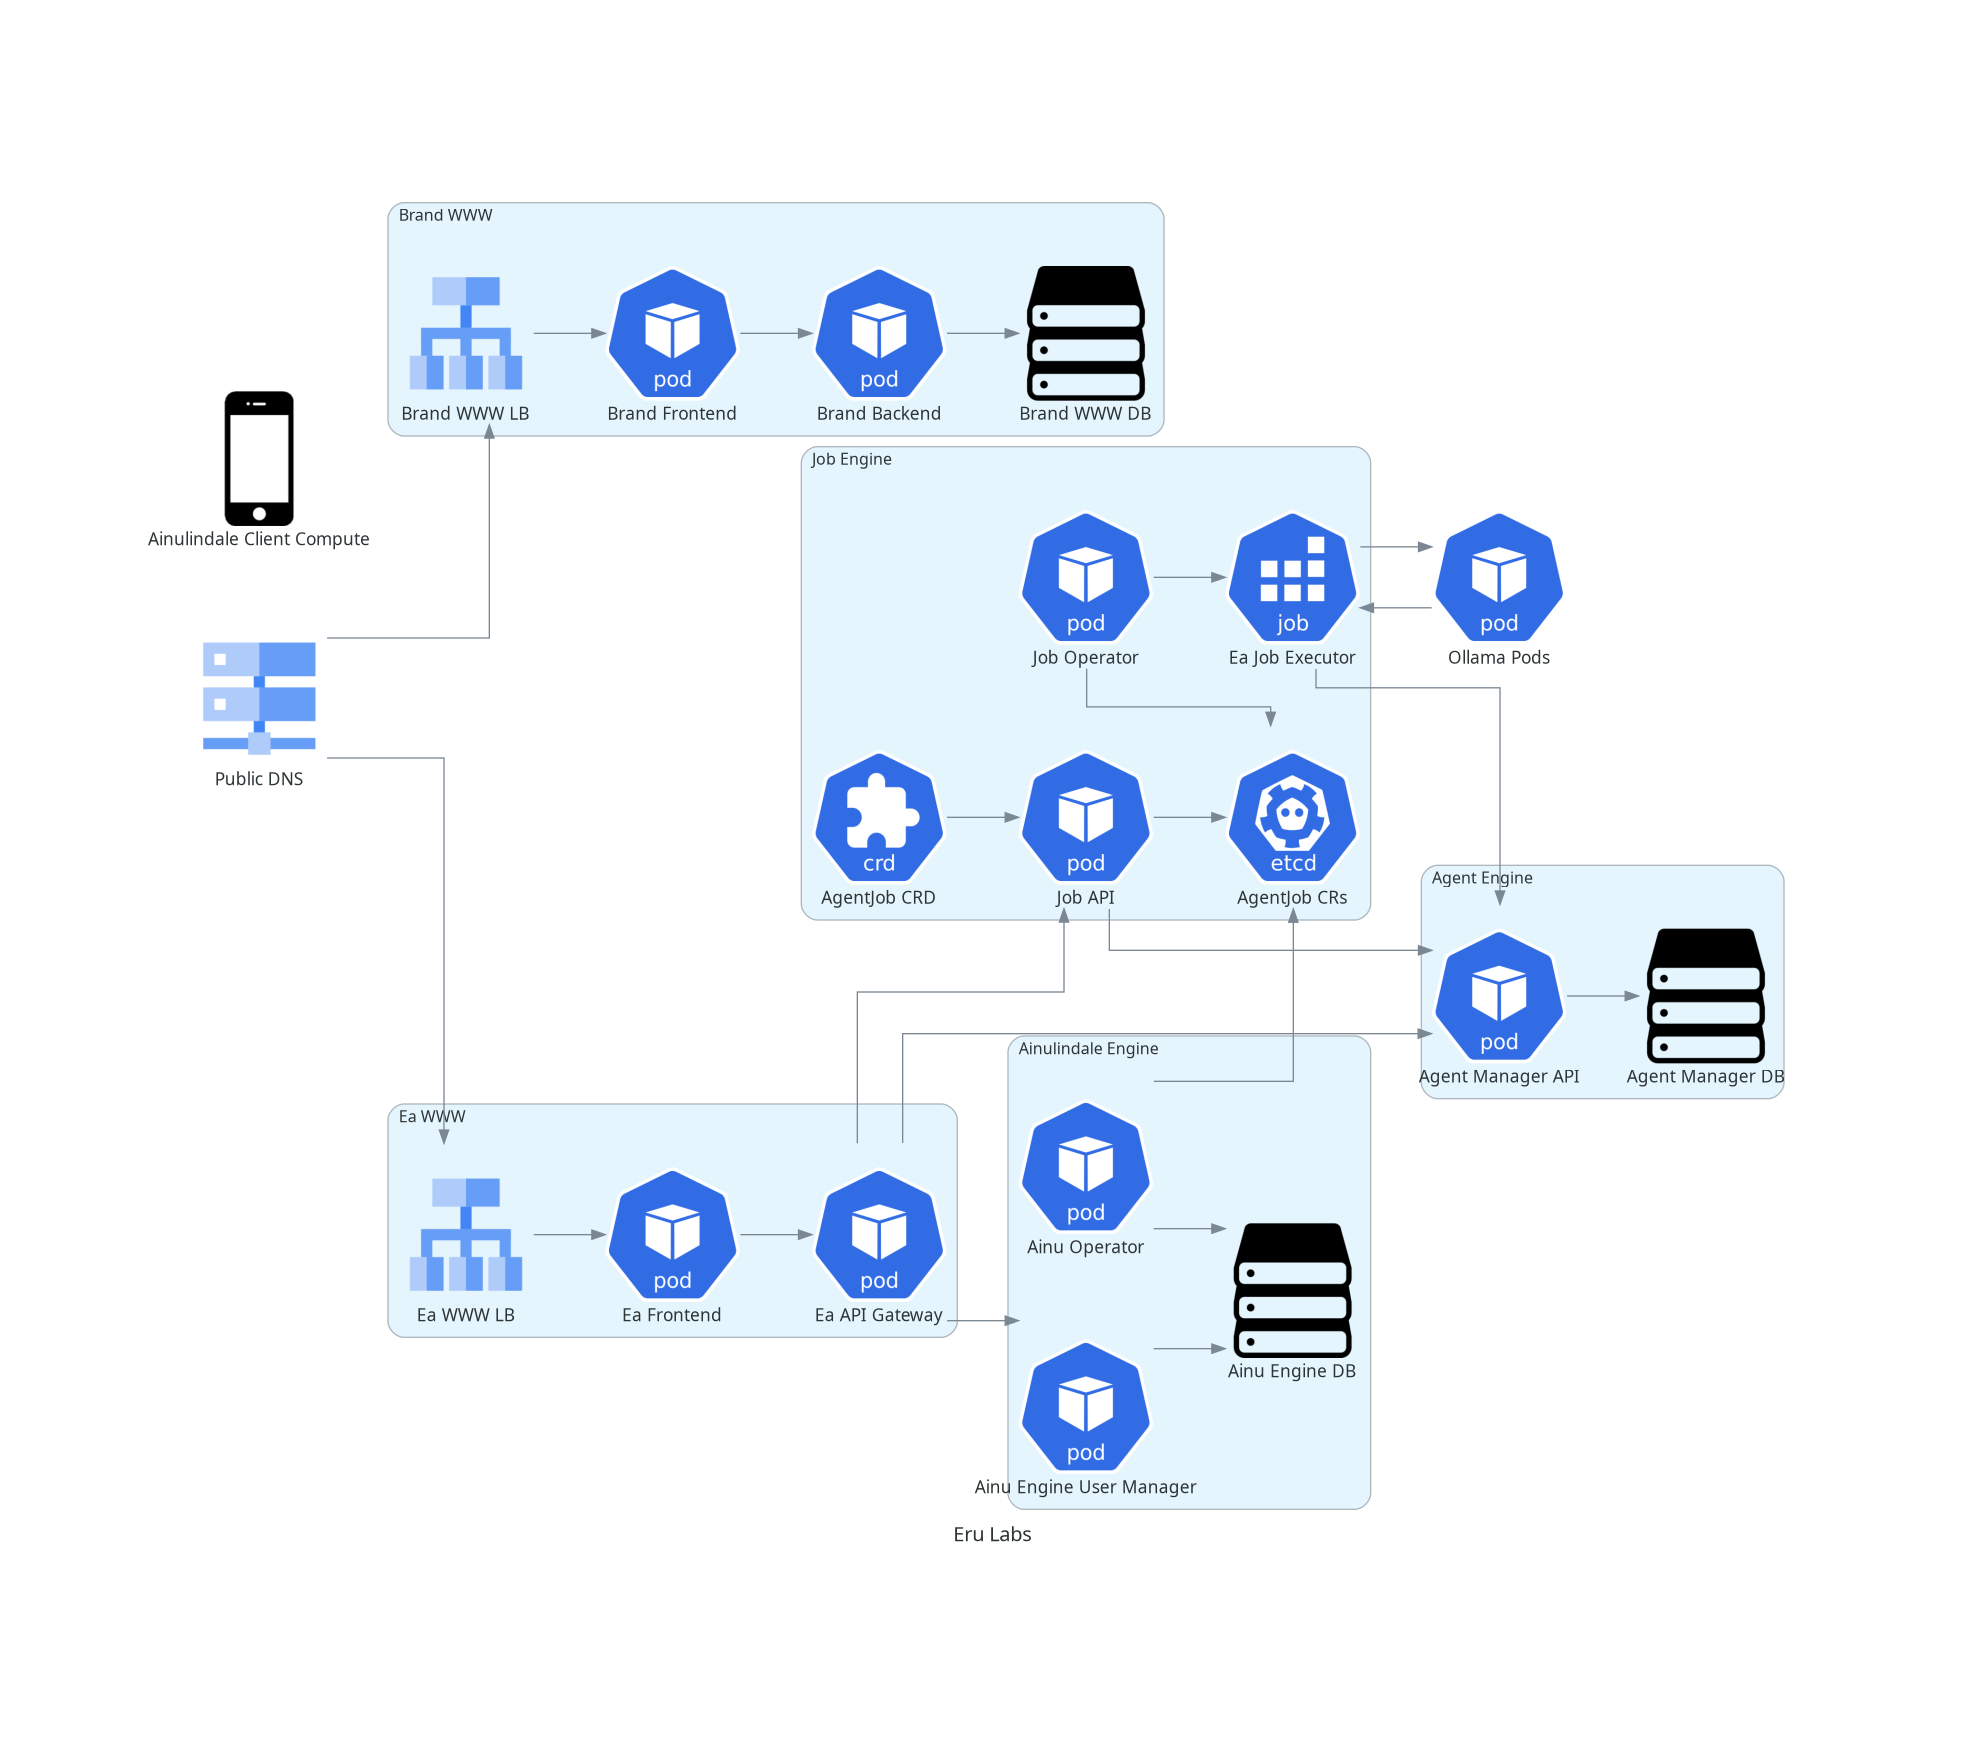 Brand WWW
pod
pod
Brand WWW LB
Brand Frontend
Brand Backend
Brand WWW DB
Ainulindale Client Compute
Job Engine
pod
job
pod
Job Operator
Ea Job Executor
Ollama Pods
Public DNS
crd
pod
etcd
AgentJob CRD
Job API
AgentJob CRs
Agent Engine
pod
Agent Manager API
Agent Manager DB
Ainulindale Engine
pod
Ainu Operator
Ea WWW
pod
pod
Ea WWW LB
Ea Frontend
Ea API Gateway
Ainu Engine DB
pod
Ainu Engine User Manager
Eru Labs